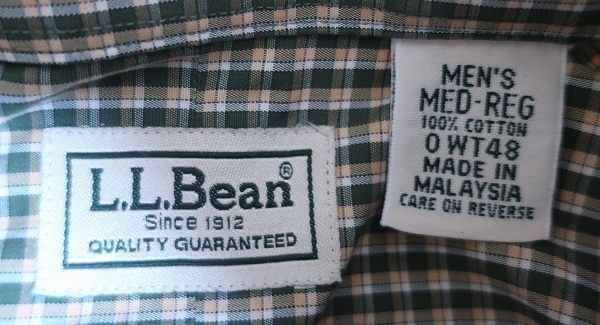 L.L.Bean®
Since 1912
QUALITY GUARANTEED
MEN'S
MED-REG
100% COTTON
0 WT48
MADE IN
MALAYSIA
CARE ON REVERSE